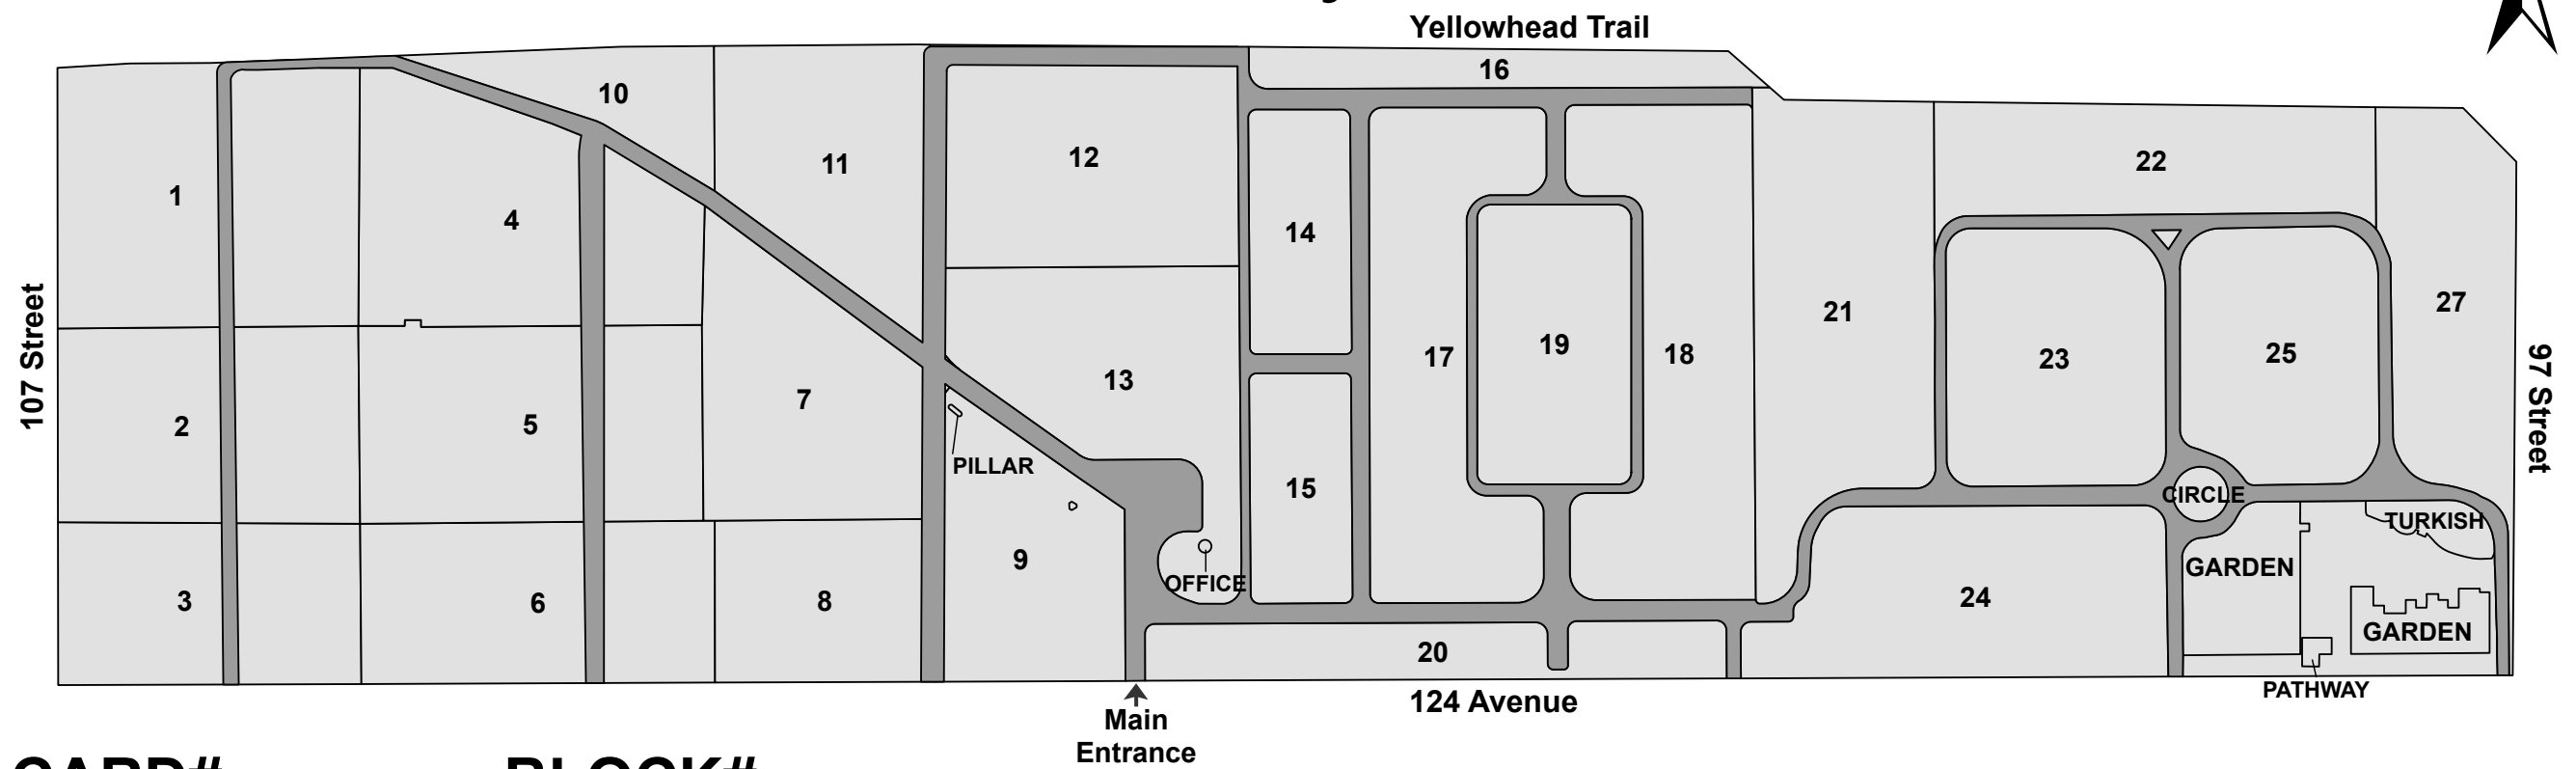 Yellowhead Trail
16
10
11
12
22
1
4
14
21
27
107 Street
17
19
18
23
25
97 Street
7
13
2
5
PILLAR
15
CIRCLE
TURKISH
9
OFFICE
GARDEN
3
6
8
24
20
GARDEN
PATHWAY
124 Avenue
Main
Entrance
CARD#
BLOCK#